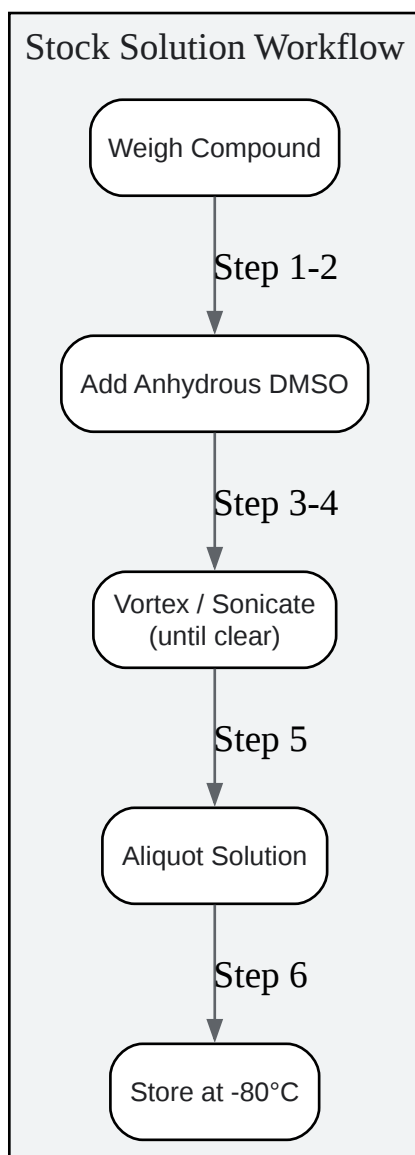 Stock Solution Workflow
Weigh Compound
Step 1-2
Add Anhydrous DMSO
Step 3-4
Vortex / Sonicate
(until clear)
Step 5
Aliquot Solution
Step 6
Store at -80°C